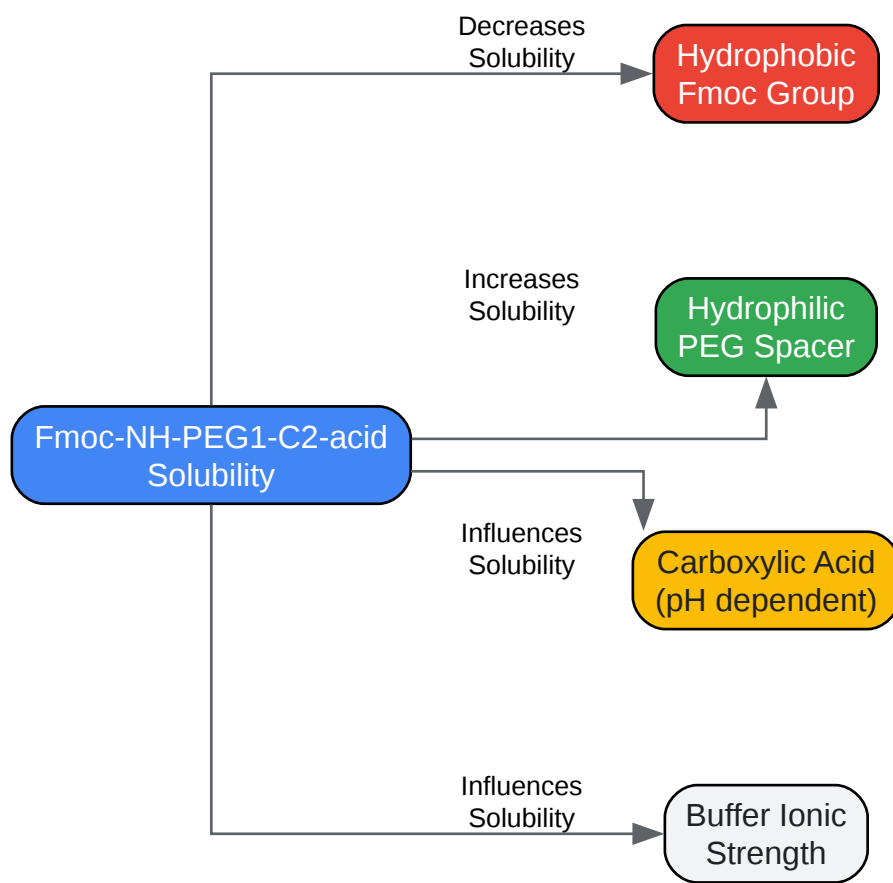 Decreases
Solubility
Hydrophobic
Fmoc Group
Increases
Solubility
Hydrophilic
PEG Spacer
Fmoc-NH-PEG1-C2-acid
Solubility
Influences
Solubility
Carboxylic Acid
(pH dependent)
Influences
Solubility
Buffer Ionic
Strength